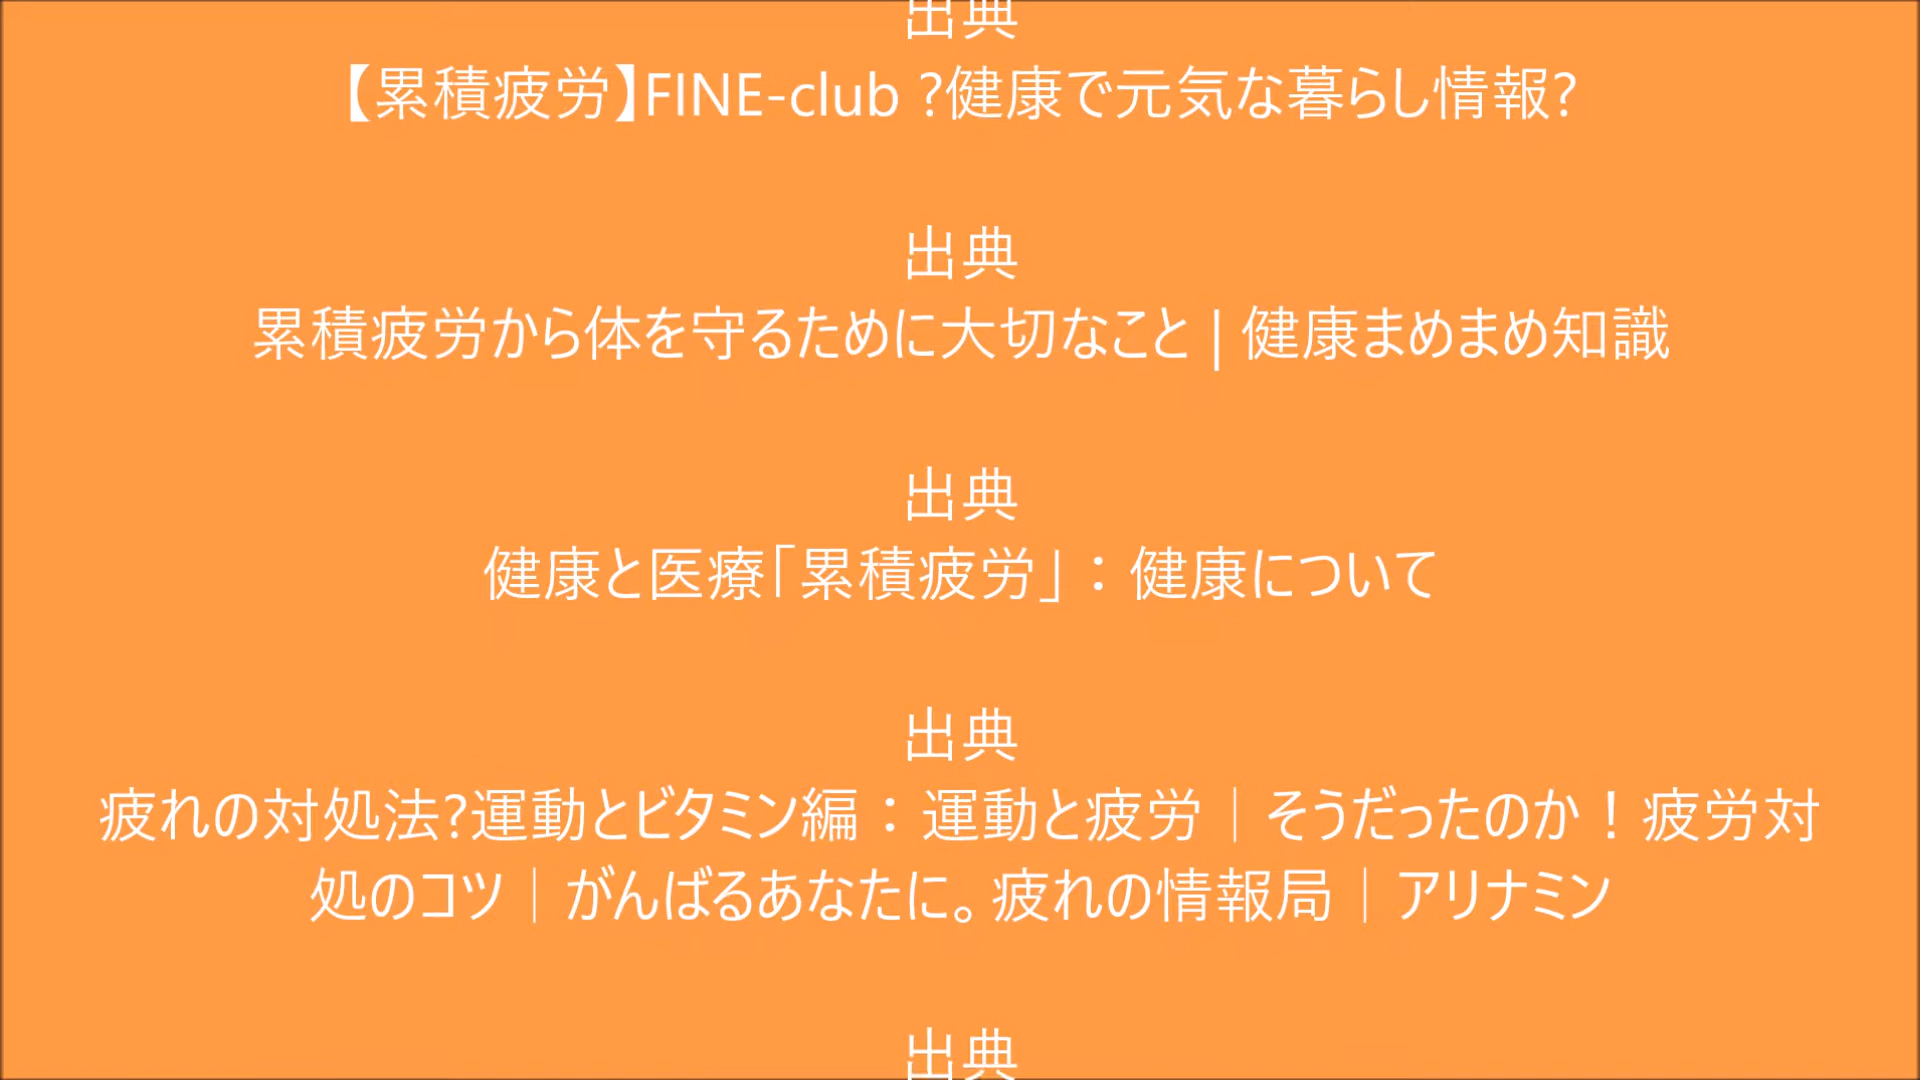 出典
【累積疲労】FINE-club ?健康で元気な暮らし情報?
出典
累積疲労から体を守るために大切なこと | 健康まめまめ知識
出典
健康と医療「累積疲労」：健康について
出典
疲れの対処法?運動とビタミン編：運動と疲労｜そうだったのか！疲労対
処のコツ｜がんばるあなたに。疲れの情報局｜アリナミン
出典